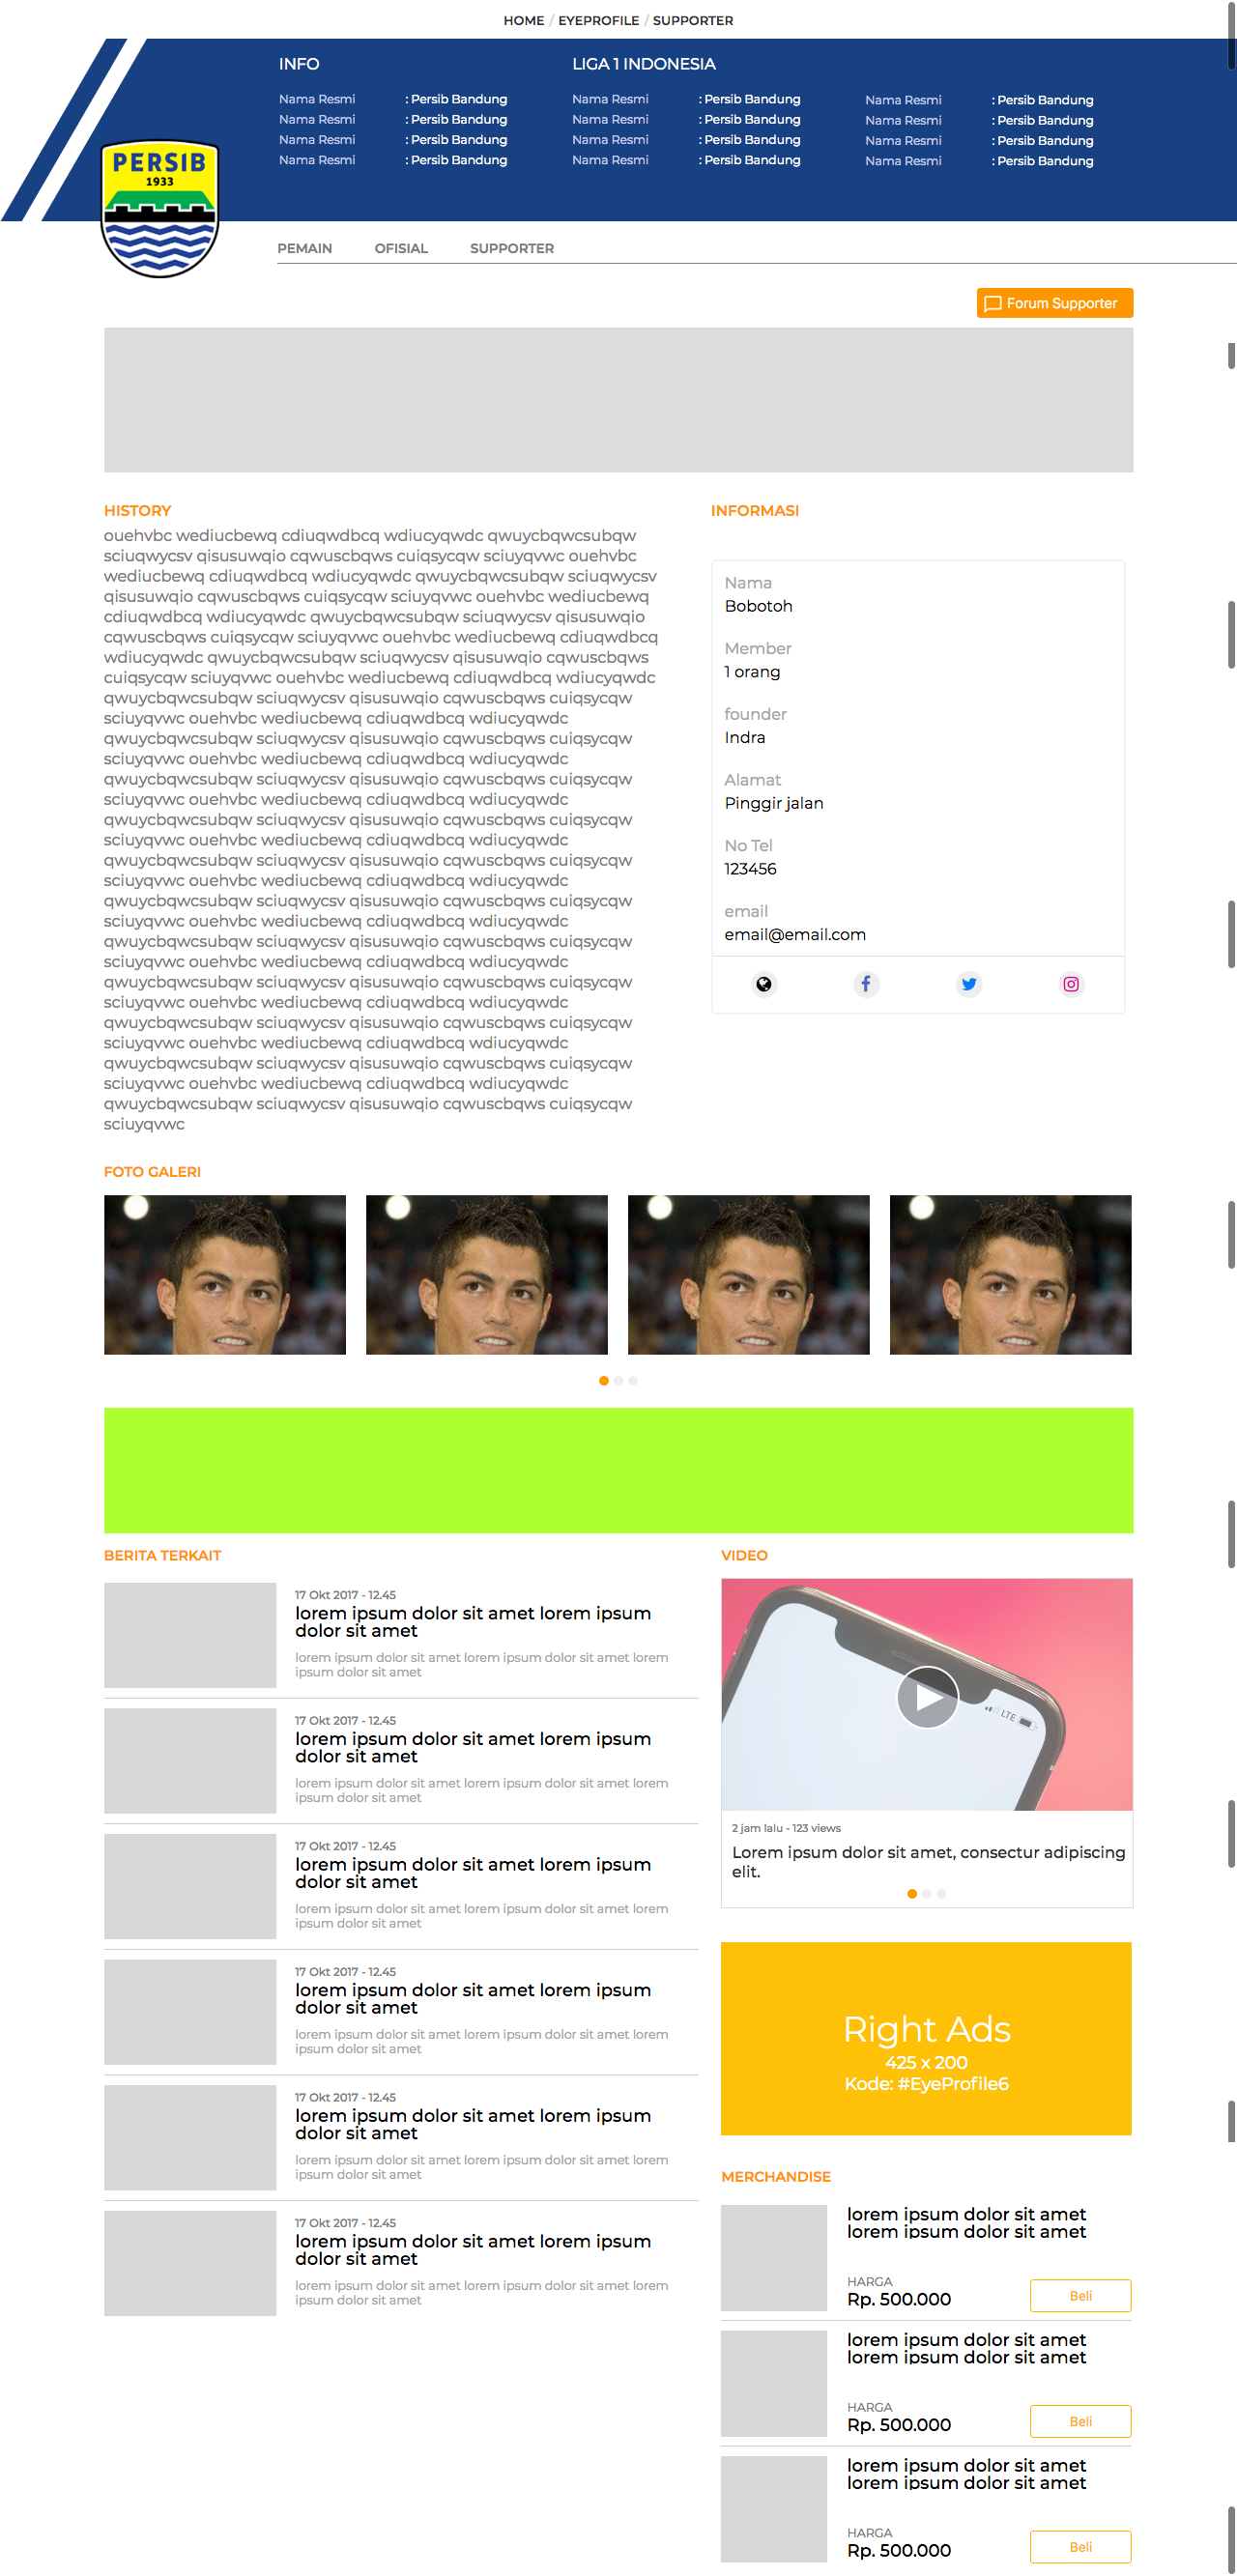 HOME / EYEPROFILE / SUPPORTER
INFO
Nama Resmi : Persib Bandung
Nama Resmi : Persib Bandung
Nama Resmi : Persib Bandung
Nama Resmi : Persib Bandung
LIGA 1 INDONESIA
Nama Resmi : Persib Bandung
Nama Resmi : Persib Bandung
Nama Resmi : Persib Bandung
Nama Resmi : Persib Bandung
Nama Resmi : Persib Bandung
Nama Resmi : Persib Bandung
Nama Resmi : Persib Bandung
Nama Resmi : Persib Bandung
PERSIB
1933
PEMAIN OFISIAL SUPPORTER
Forum Supporter
HISTORY
ouehvbc wediucbewq cdiuqwdbcq wdiucyqwdc qwuycbqwcsubqw
sciuqwycsv qisusuwqio cqwuscbqws cuiqsycqw sciuyqvwc ouehvbc
wediucbewq cdiuqwdbcq wdiucyqwdc qwuycbqwcsubqw sciuqwycsv
qisusuwqio cqwuscbqws cuiqsycqw sciuyqvwc ouehvbc wediucbewq
cdiuqwdbcq wdiucyqwdc qwuycbqwcsubqw sciuqwycsv qisusuwqio
cqwuscbqws cuiqsycqw sciuyqvwc ouehvbc wediucbewq cdiuqwdbcq
wdiucyqwdc qwuycbqwcsubqw sciuqwycsv qisusuwqio cqwuscbqws
cuiqsycqw sciuyqvwc ouehvbc wediucbewq cdiuqwdbcq wdiucyqwdc
qwuycbqwcsubqw sciuqwycsv qisusuwqio cqwuscbqws cuiqsycqw
sciuyqvwc ouehvbc wediucbewq cdiuqwdbcq wdiucyqwdc
qwuycbqwcsubqw sciuqwycsv qisusuwqio cqwuscbqws cuiqsycqw
sciuyqvwc ouehvbc wediucbewq cdiuqwdbcq wdiucyqwdc
qwuycbqwcsubqw sciuqwycsv qisusuwqio cqwuscbqws cuiqsycqw
sciuyqvwc ouehvbc wediucbewq cdiuqwdbcq wdiucyqwdc
qwuycbqwcsubqw sciuqwycsv qisusuwqio cqwuscbqws cuiqsycqw
sciuyqvwc ouehvbc wediucbewq cdiuqwdbcq wdiucyqwdc
qwuycbqwcsubqw sciuqwycsv qisusuwqio cqwuscbqws cuiqsycqw
sciuyqvwc ouehvbc wediucbewq cdiuqwdbcq wdiucyqwdc
qwuycbqwcsubqw sciuqwycsv qisusuwqio cqwuscbqws cuiqsycqw
sciuyqvwc ouehvbc wediucbewq cdiuqwdbcq wdiucyqwdc
qwuycbqwcsubqw sciuqwycsv qisusuwqio cqwuscbqws cuiqsycqw
sciuyqvwc ouehvbc wediucbewq cdiuqwdbcq wdiucyqwdc
qwuycbqwcsubqw sciuqwycsv qisusuwqio cqwuscbqws cuiqsycqw
sciuyqvwc ouehvbc wediucbewq cdiuqwdbcq wdiucyqwdc
qwuycbqwcsubqw sciuqwycsv qisusuwqio cqwuscbqws cuiqsycqw
sciuyqvwc ouehvbc wediucbewq cdiuqwdbcq wdiucyqwdc
qwuycbqwcsubqw sciuqwycsv qisusuwqio cqwuscbqws cuiqsycqw
sciuyqvwc ouehvbc wediucbewq cdiuqwdbcq wdiucyqwdc
qwuycbqwcsubqw sciuqwycsv qisusuwqio cqwuscbqws cuiqsycqw
sciuyqvwc
INFORMASI
Nama
Bobotoh
Member
1 orang
founder
Indra
Alamat
Pinggir jalan
No Tel
123456
email
email@email.com
FOTO GALERI
BERITA TERKAIT
17 Okt 2017 - 12.45
lorem ipsum dolor sit amet lorem ipsum
dolor sit amet
lorem ipsum dolor sit amet lorem ipsum dolor sit amet lorem
ipsum dolor sit amet
17 Okt 2017 - 12.45
lorem ipsum dolor sit amet lorem ipsum
dolor sit amet
lorem ipsum dolor sit amet lorem ipsum dolor sit amet lorem
ipsum dolor sit amet
17 Okt 2017 - 12.45
lorem ipsum dolor sit amet lorem ipsum
dolor sit amet
lorem ipsum dolor sit amet lorem ipsum dolor sit amet lorem
ipsum dolor sit amet
17 Okt 2017 - 12.45
lorem ipsum dolor sit amet lorem ipsum
dolor sit amet
lorem ipsum dolor sit amet lorem ipsum dolor sit amet lorem
ipsum dolor sit amet
17 Okt 2017 - 12.45
lorem ipsum dolor sit amet lorem ipsum
dolor sit amet
lorem ipsum dolor sit amet lorem ipsum dolor sit amet lorem
ipsum dolor sit amet
17 Okt 2017 - 12.45
lorem ipsum dolor sit amet lorem ipsum
dolor sit amet
lorem ipsum dolor sit amet lorem ipsum dolor sit amet lorem
ipsum dolor sit amet
VIDEO
LTE
2 jam lalu - 123 views
Lorem ipsum dolor sit amet, consectur adipiscing
elit.
Right Ads
425 x 200
Kode: #EyeProfile6
MERCHANDISE
lorem ipsum dolor sit amet
lorem ipsum dolor sit amet
HARGA
Rp. 500.000
Beli
lorem ipsum dolor sit amet
lorem ipsum dolor sit amet
HARGA
Rp. 500.000
Beli
lorem ipsum dolor sit amet
lorem ipsum dolor sit amet
HARGA
Rp. 500.000
Beli